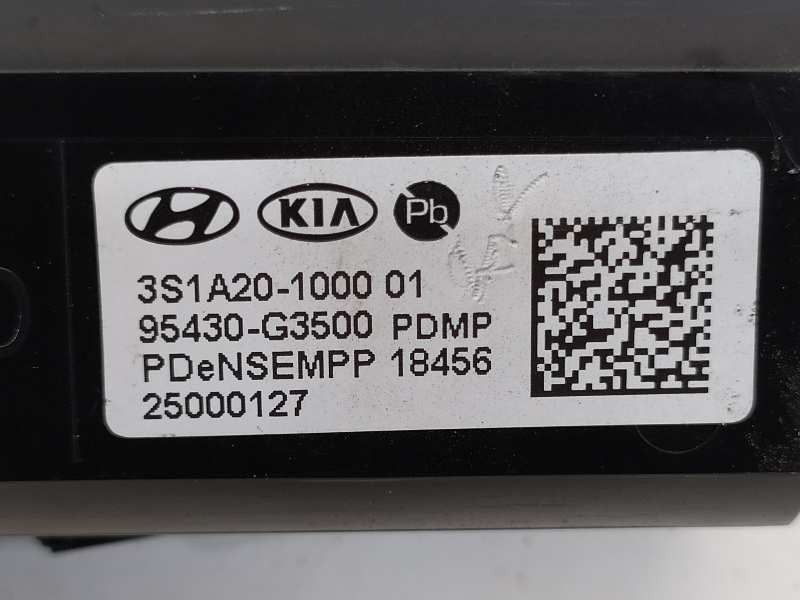 KIA Pb
3S1A20-1000 01
95430-G3500 PDMP
PDeNSEMPP 18456
25000127